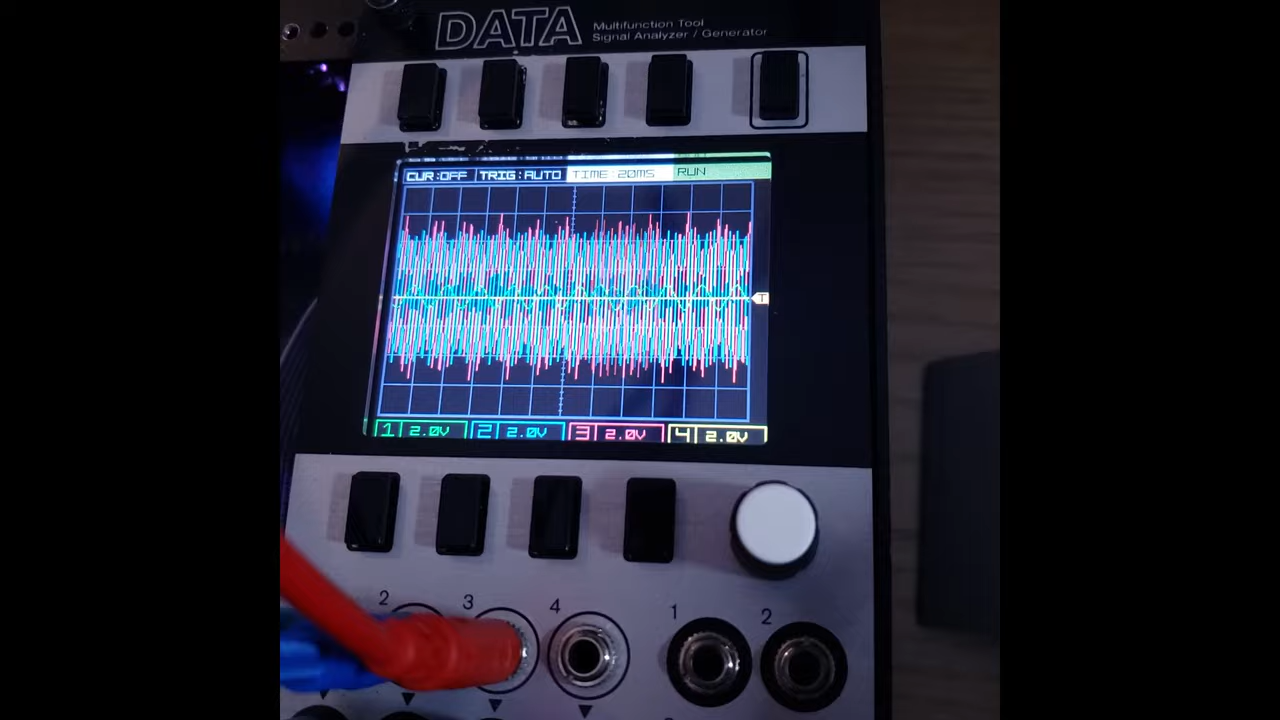 DATA
Multifunction Tool
Signal Analyzer / Generator
CUR:OFF TRIG:AUTO TIME:20MS RUN
T
1 2.0V 2 2.0V 3 2.0V 4 2.0V
2 3 4 1 2